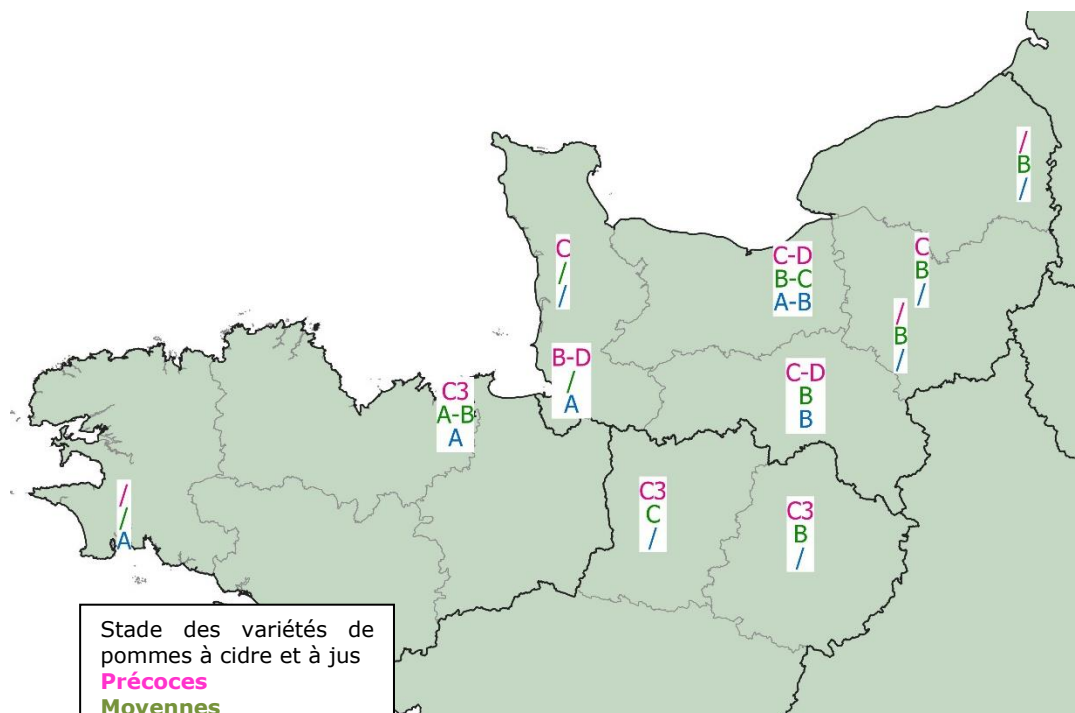 /
B
/
C
/
/
C-D
B-C
A-B
C
B
/
/
B
/
B-D
/
A
C3
A-B
A
C-D
B
B
/
/
A
C3
C
/
C3
B
/
Stade des variétés de
pommes à cidre et à jus
Précoces
Moyennes